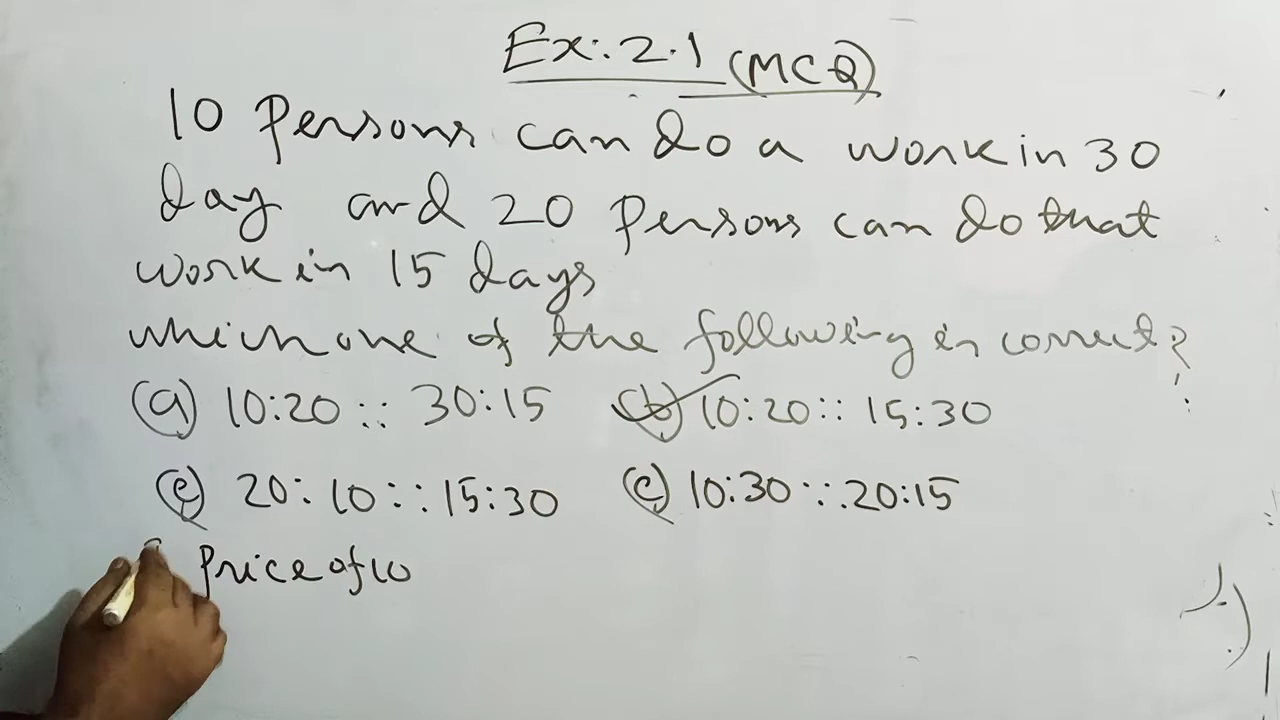 Ex:. 2.1 (MCQ)
10 Persons can do a work in 30
day and 20 Persons can do that
work in 15 days
which one of the following in correct?
(a) 10:20 :: 30:15 (b) 10:20 :: 15:30
(e) 20:10 :: 15:30 (c) 10:30 :: 20:15
Price of 10